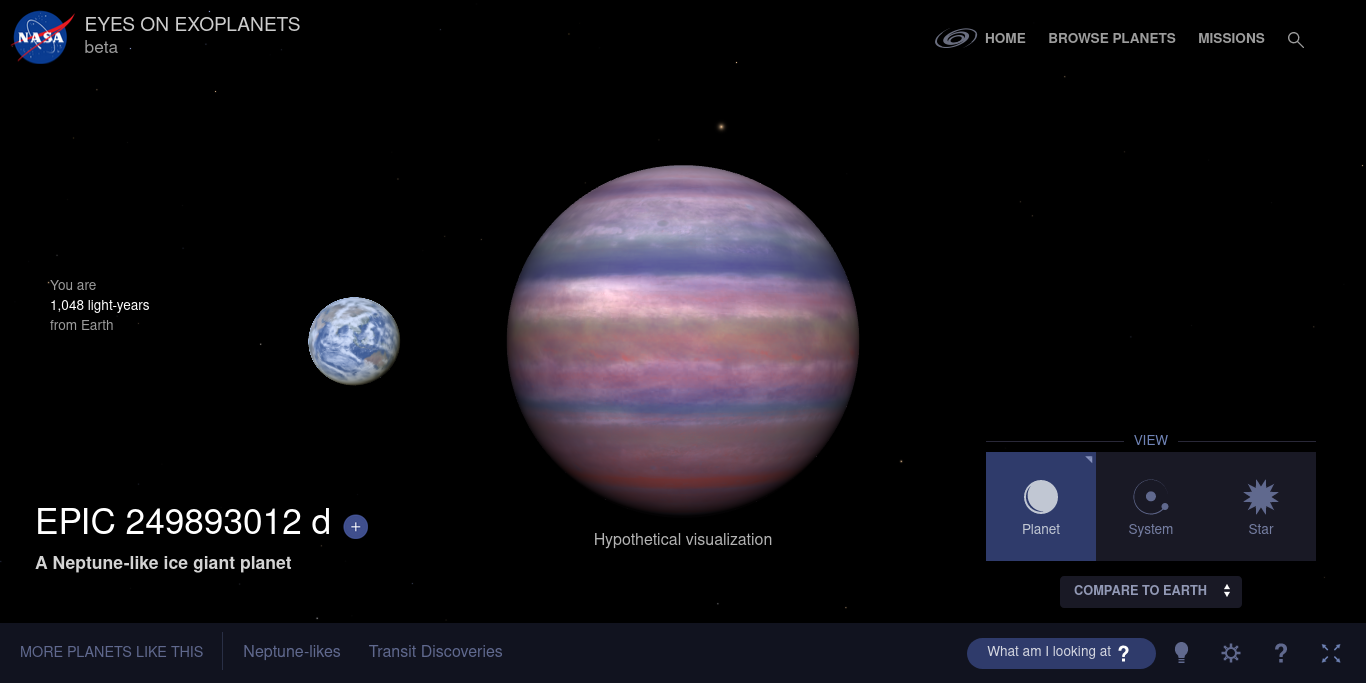 NASA
EYES ON EXOPLANETS
beta
HOME
BROWSE PLANETS
MISSIONS
You are
1,048 light-years
from Earth
EPIC 249893012 d +
A Neptune-like ice giant planet
Hypothetical visualization
VIEW
Planet
System
Star
COMPARE TO EARTH
MORE PLANETS LIKE THIS
Neptune-likes
Transit Discoveries
What am I looking at ?
?